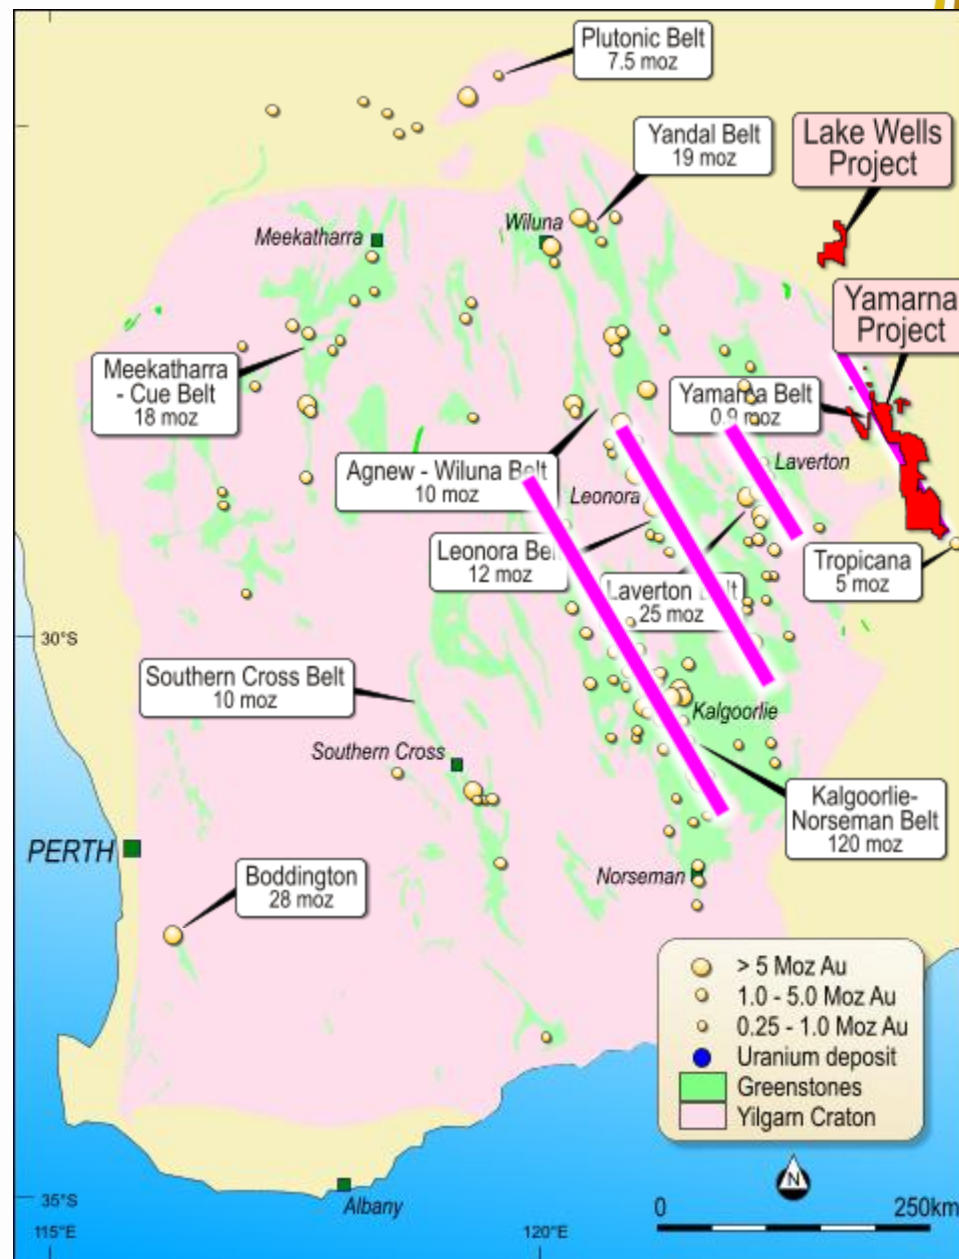 Plutonic Belt
7.5 moz
Yandal Belt
19 moz
Lake Wells
Project
Meekatharra
Wiluna
Yamarna
Project
Meekatharra
- Cue Belt
18 moz
Yamarna Belt
0.9 moz
Agnew - Wiluna Belt
10 moz
Leonora
Laverton
Leonora Belt
12 moz
Laverton Belt
25 moz
Tropicana
5 moz
30°S
Southern Cross Belt
10 moz
Kalgoorlie
Southern Cross
Kalgoorlie-
Norseman Belt
120 moz
PERTH
Boddington
28 moz
Norseman
> 5 Moz Au
1.0 - 5.0 Moz Au
0.25 - 1.0 Moz Au
Uranium deposit
Greenstones
Yilgarn Craton
N
35°S
Albany
0
250km
115°E
120°E